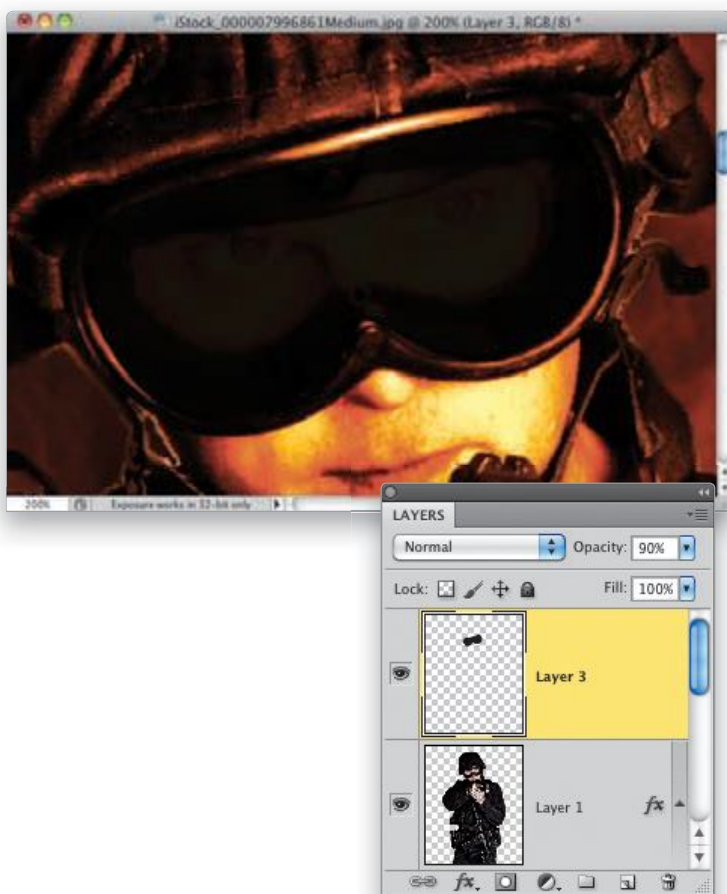 iStock_000007996861Medium.jpg @ 200% (Layer 3, RGB/8) *
200% Exposure works in 32-bit only
LAYERS
Normal Opacity: 90%
Lock: Fill: 100%
Layer 3
Layer 1 fx
fx.